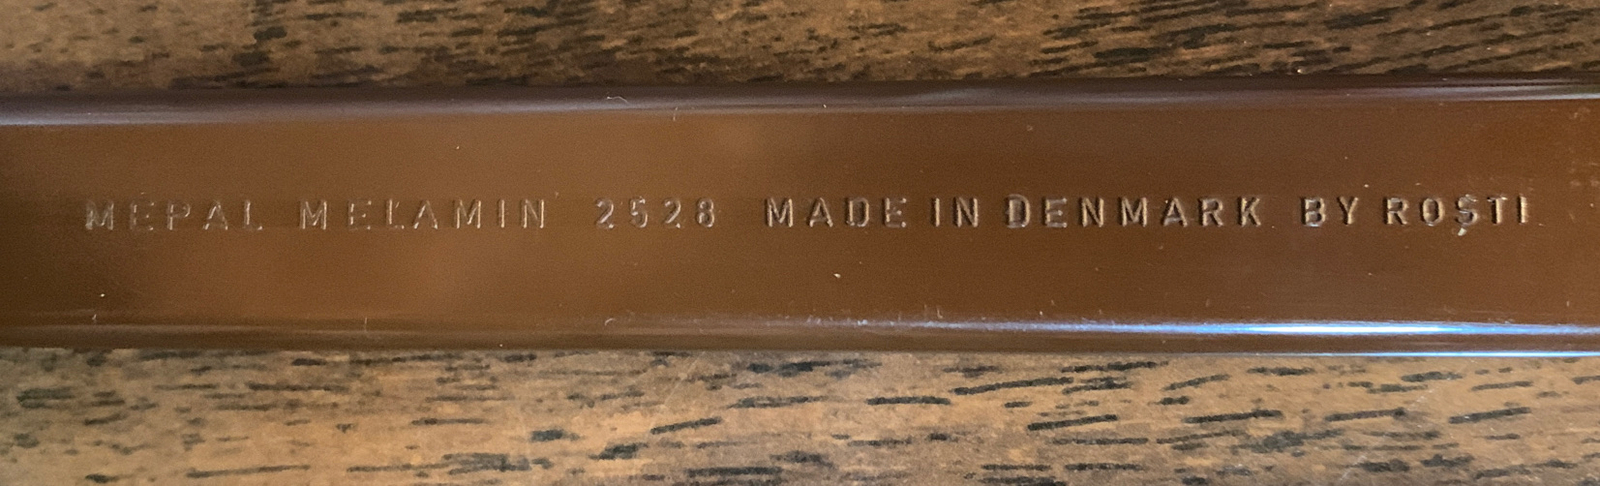 MEPAL MELAMIN 2528 MADE IN DENMARK BY ROSTI